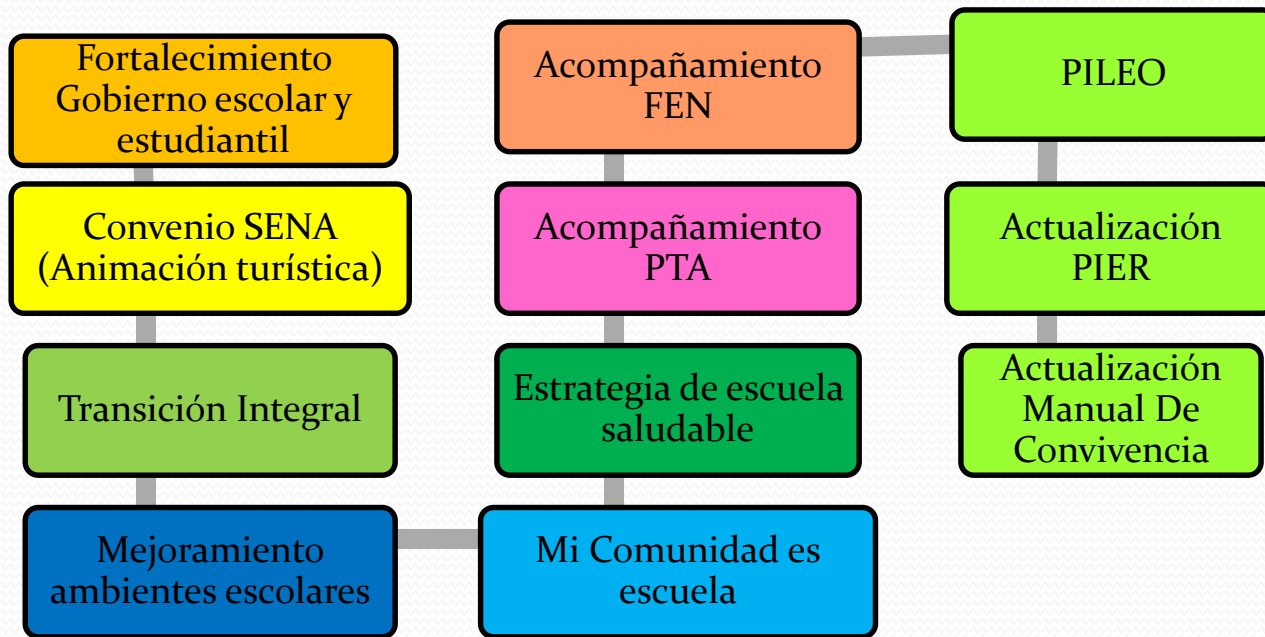 Fortalecimiento
Gobierno escolar y
estudiantil
Convenio SENA
(Animación turística)
Transición Integral
Mejoramiento
ambientes escolares
Mi Comunidad es
escuela
Estrategia de escuela
saludable
Acompañamiento
PTA
Acompañamiento
FEN
PILEO
Actualización
PIER
Actualización
Manual De
Convivencia